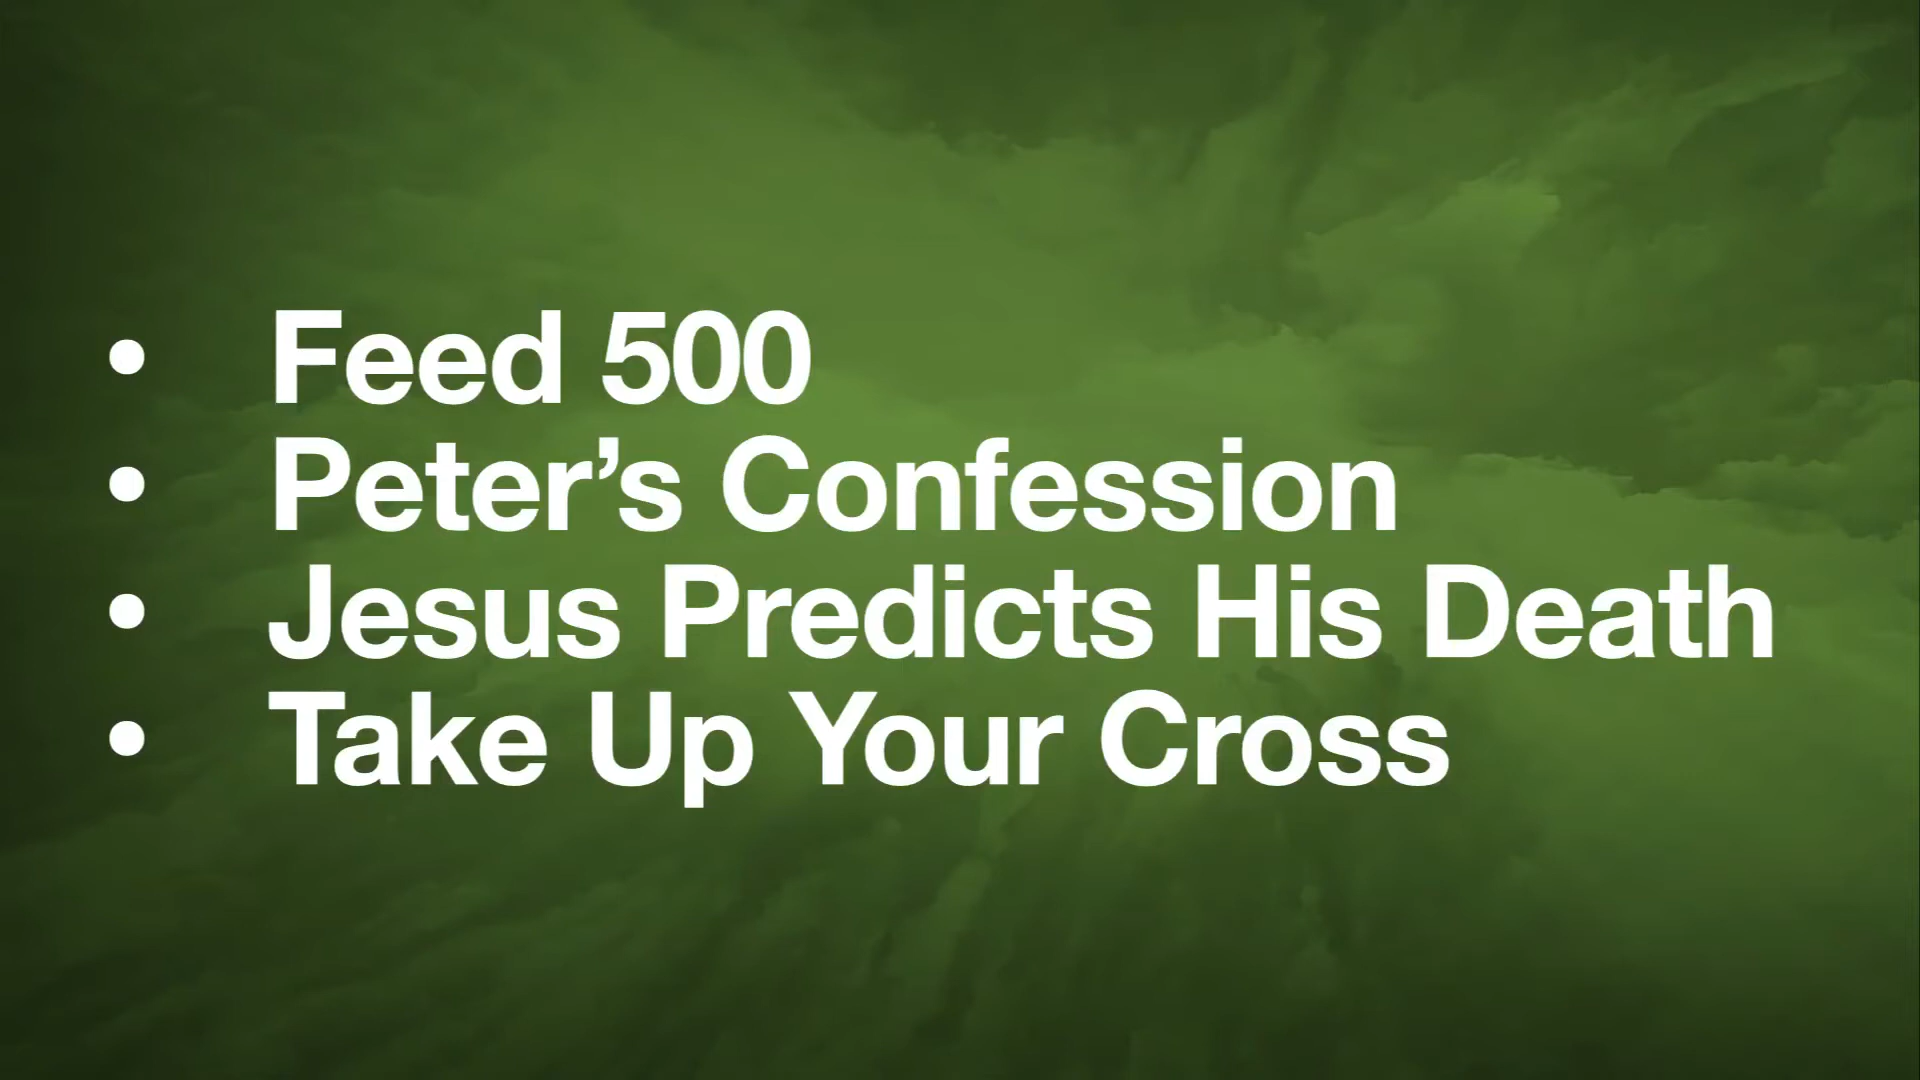 • Feed 500
• Peter’s Confession
• Jesus Predicts His Death
• Take Up Your Cross